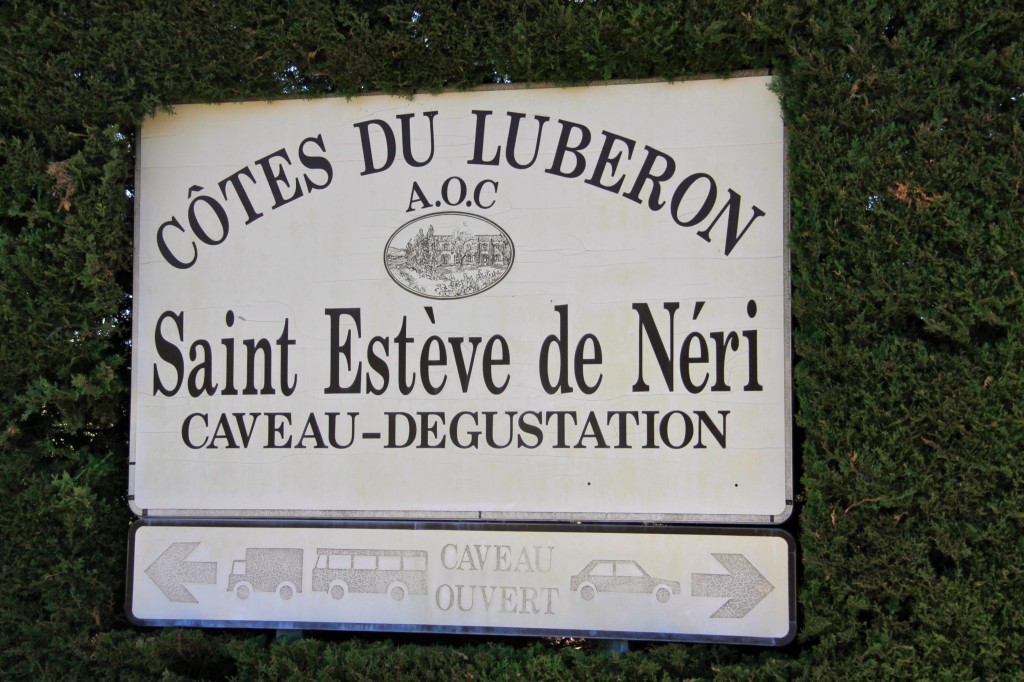 CÔTES DU LUBERON
A.O.C
Saint Estève de Néri
CAVEAU-DEGUSTATION
CAVEAU
OUVERT